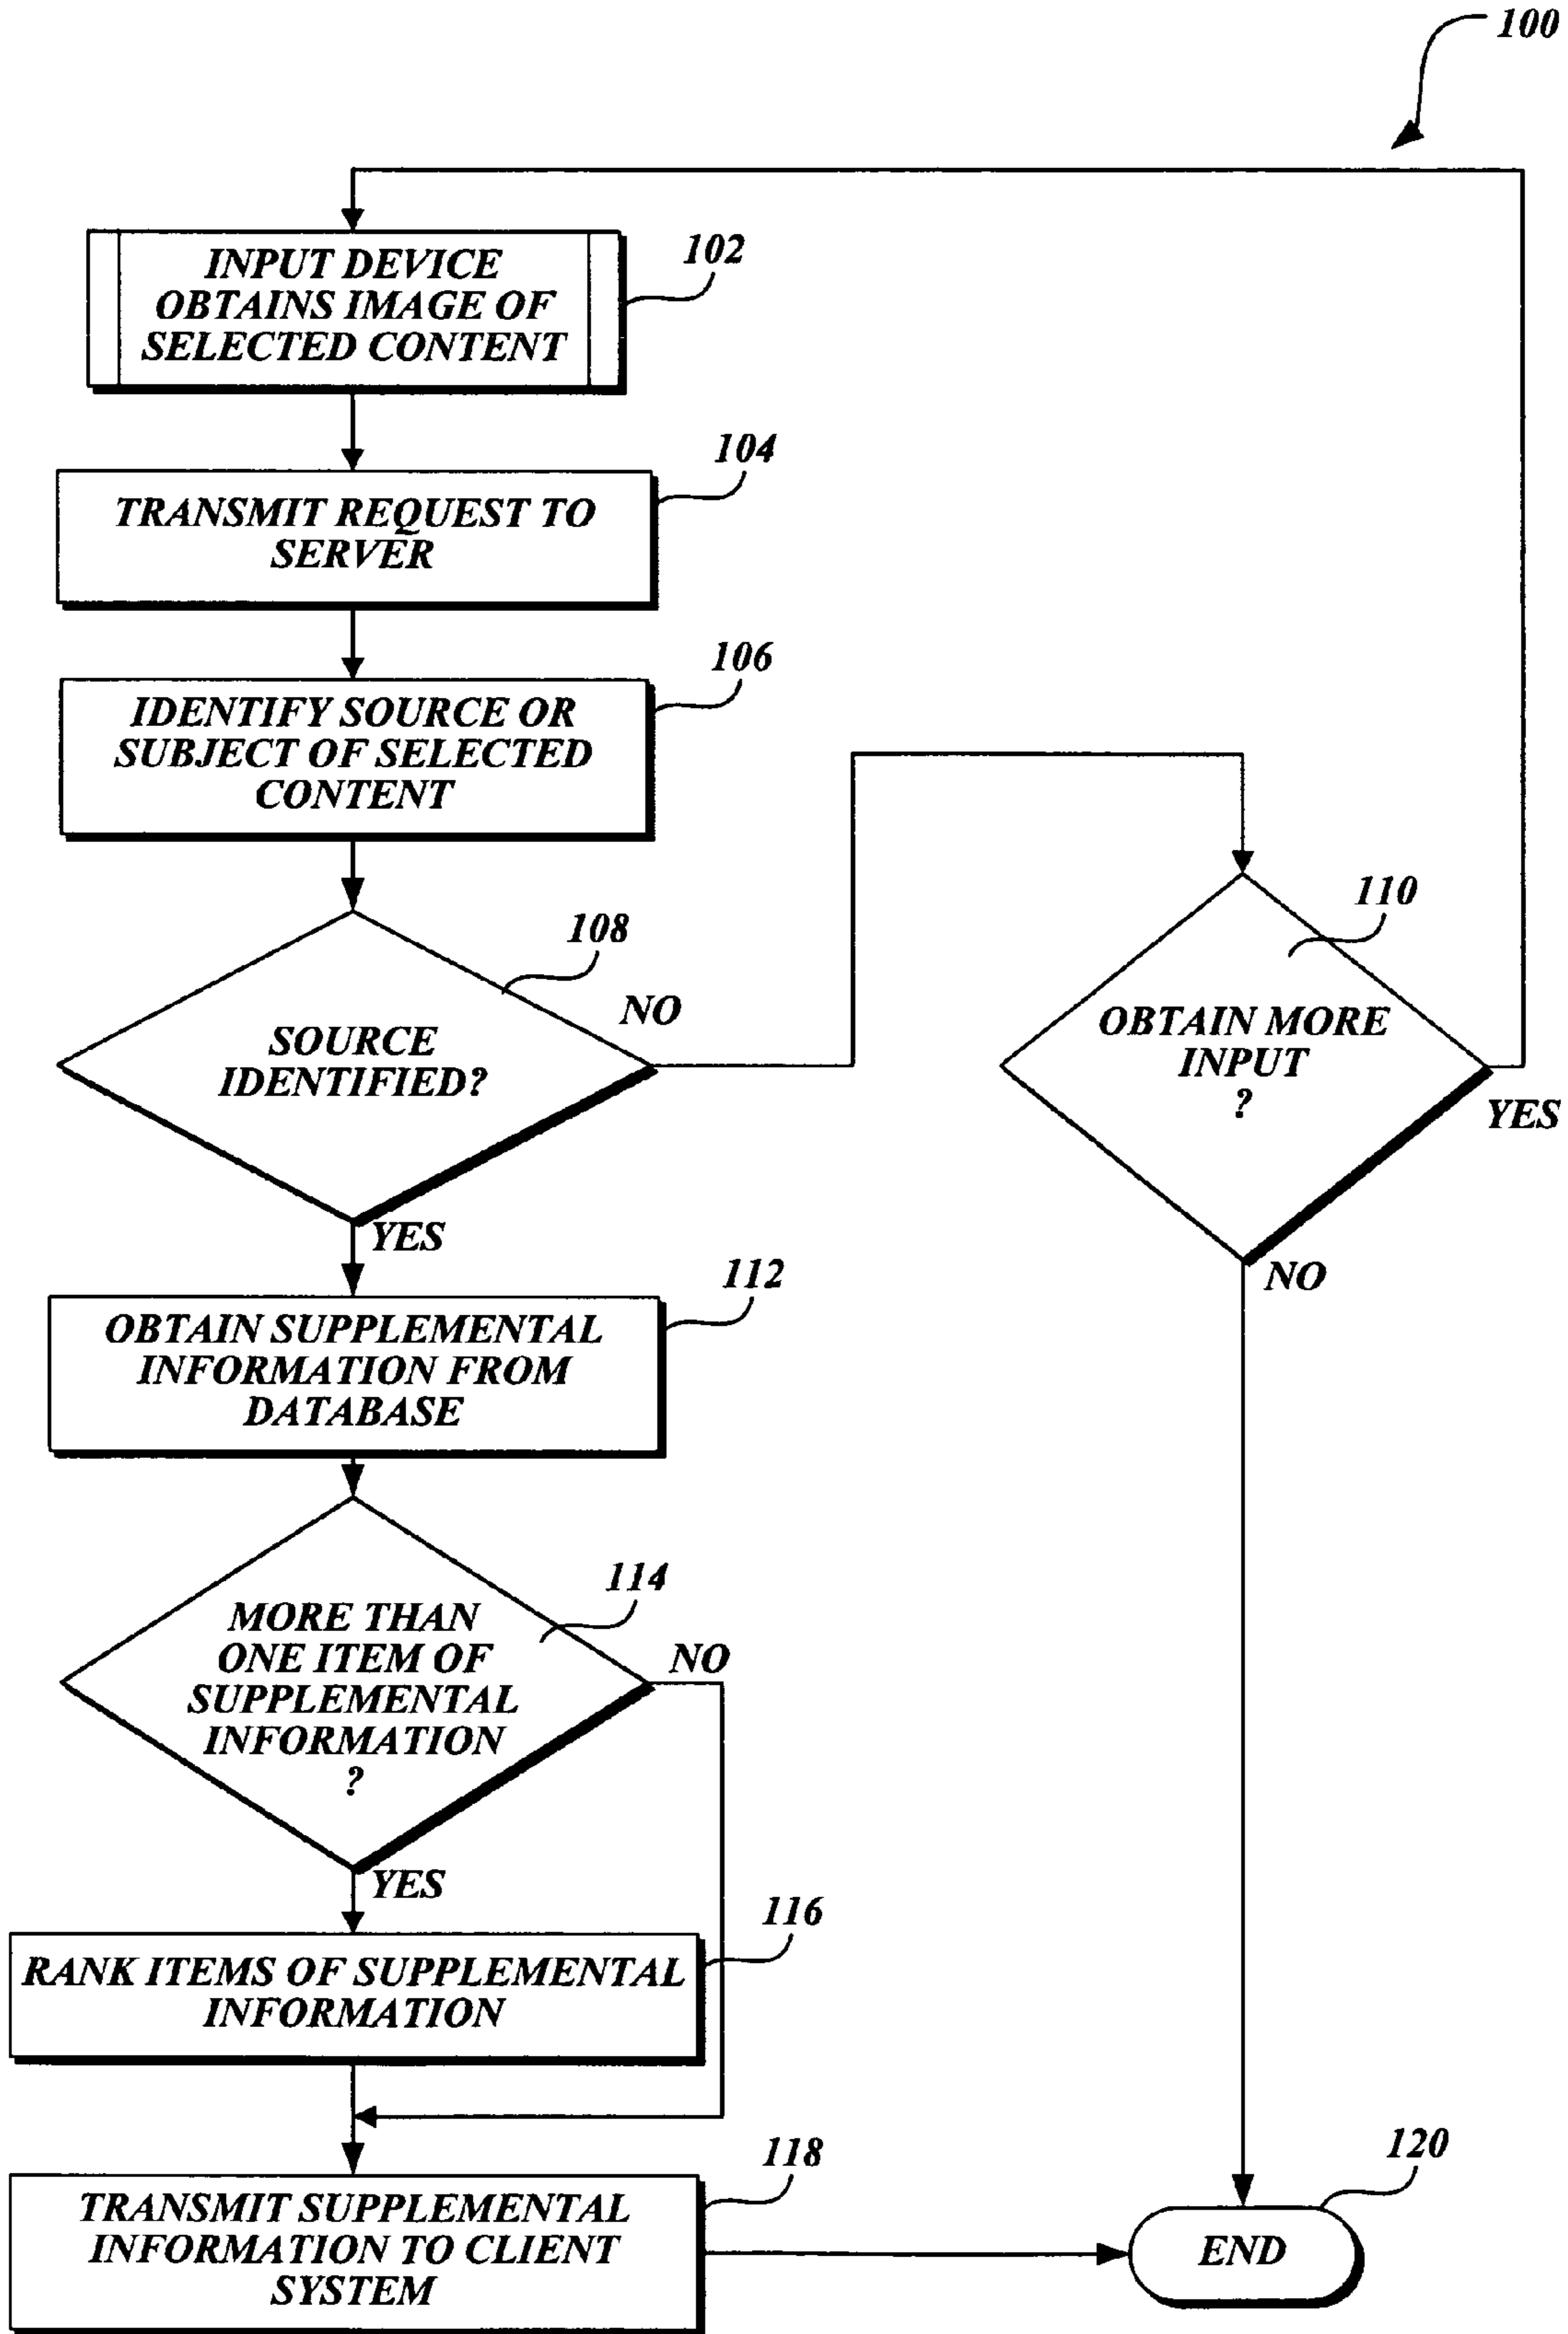 100
INPUT DEVICE
OBTAINS IMAGE OF
SELECTED CONTENT
102
TRANSMIT REQUEST TO
SERVER
104
IDENTIFY SOURCE OR
SUBJECT OF SELECTED
CONTENT
106
SOURCE
IDENTIFIED?
108
NO
YES
OBTAIN MORE
INPUT
?
110
YES
NO
OBTAIN SUPPLEMENTAL
INFORMATION FROM
DATABASE
112
MORE THAN
ONE ITEM OF
SUPPLEMENTAL
INFORMATION
?
114
NO
YES
RANK ITEMS OF SUPPLEMENTAL
INFORMATION
116
TRANSMIT SUPPLEMENTAL
INFORMATION TO CLIENT
SYSTEM
118
END
120